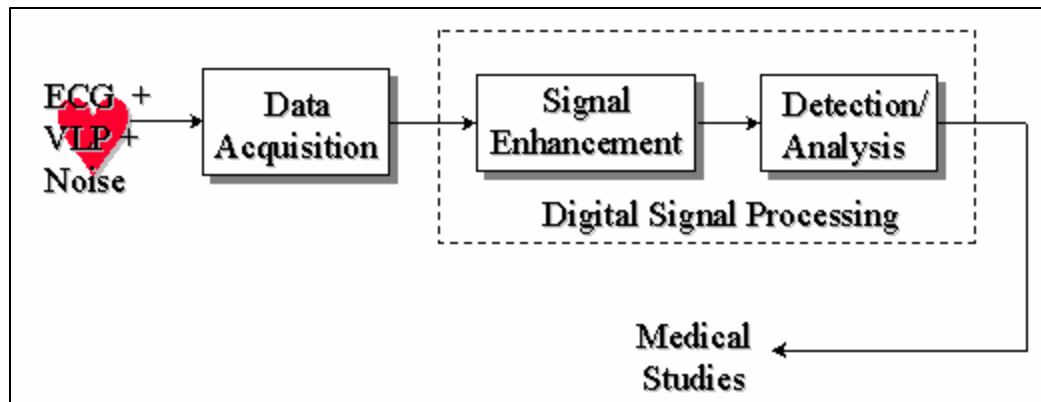 ECG +
VLP +
Noise
Data
Acquisition
Signal
Enhancement
Detection/
Analysis
Digital Signal Processing
Medical
Studies